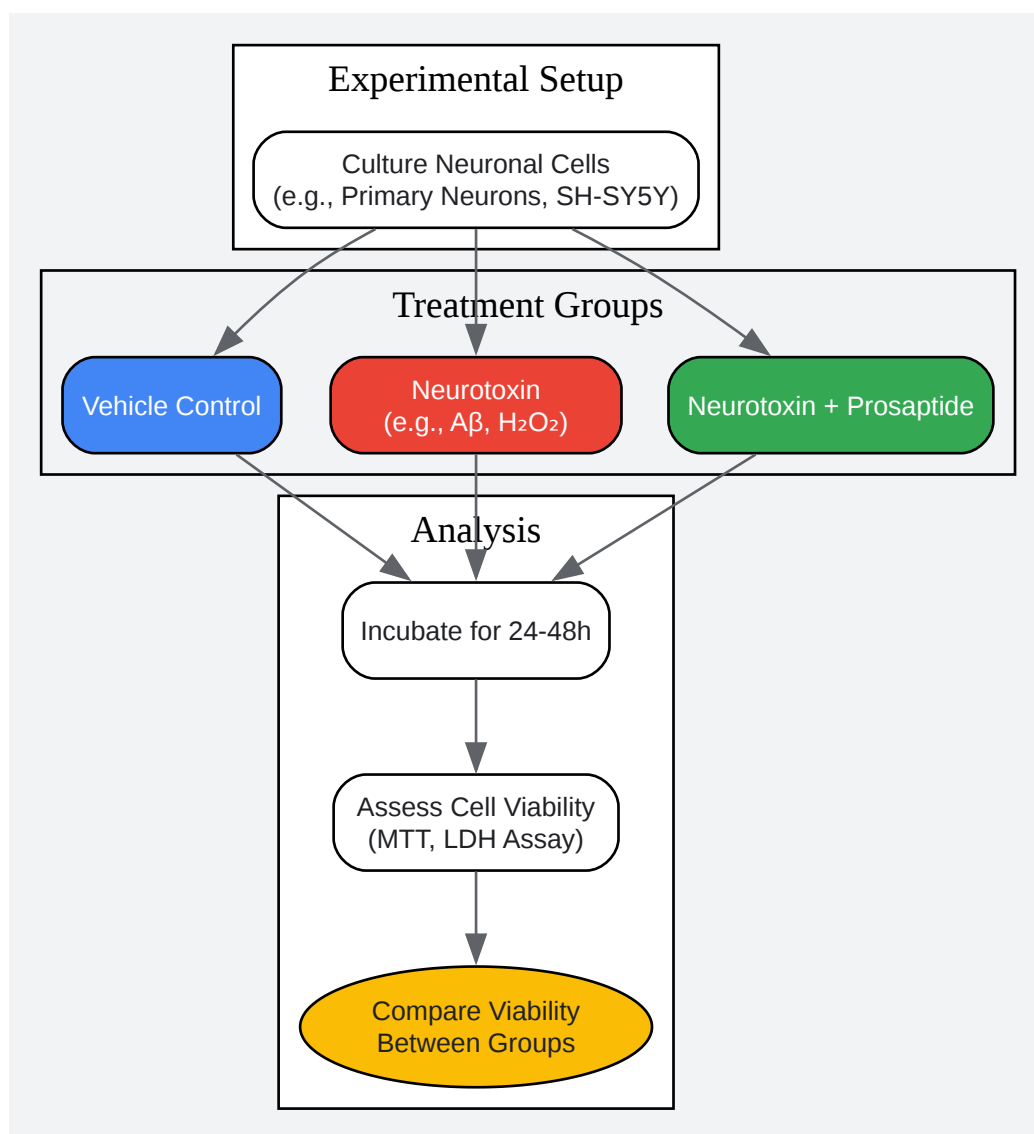 Experimental Setup
Culture Neuronal Cells
(e.g., Primary Neurons, SH-SY5Y)
Treatment Groups
Vehicle Control
Neurotoxin
(e.g., Aβ, H₂O₂)
Neurotoxin + Prosaptide
Analysis
Incubate for 24-48h
Assess Cell Viability
(MTT, LDH Assay)
Compare Viability
Between Groups